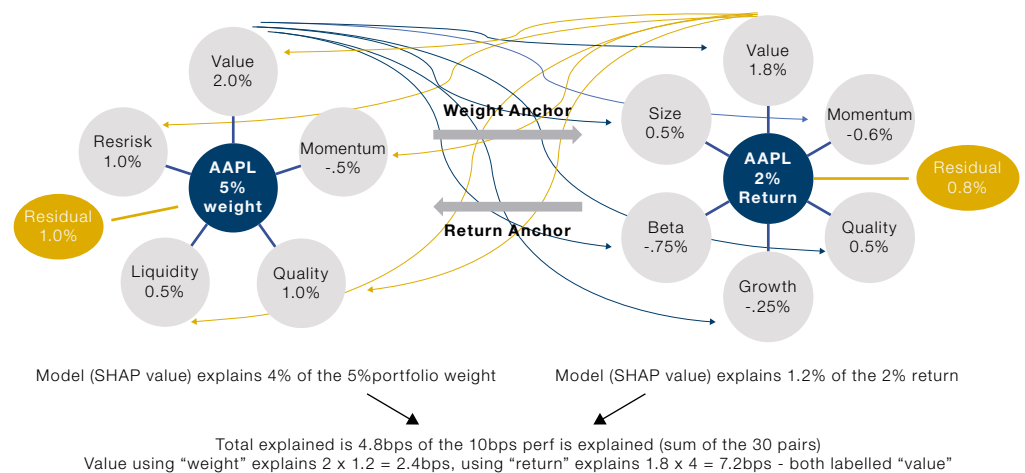 Value
2.0%
Resrisk
1.0%
Momentum
-.5%
AAPL
5%
weight
Residual
1.0%
Liquidity
0.5%
Quality
1.0%
Weight Anchor
Return Anchor
Value
1.8%
Size
0.5%
Momentum
-0.6%
AAPL
2%
Return
Residual
0.8%
Beta
-.75%
Quality
0.5%
Growth
-.25%
Model (SHAP value) explains 4% of the 5%portfolio weight
Model (SHAP value) explains 1.2% of the 2% return
Total explained is 4.8bps of the 10bps perf is explained (sum of the 30 pairs)
Value using “weight” explains 2 x 1.2 = 2.4bps, using “return” explains 1.8 x 4 = 7.2bps - both labelled “value”